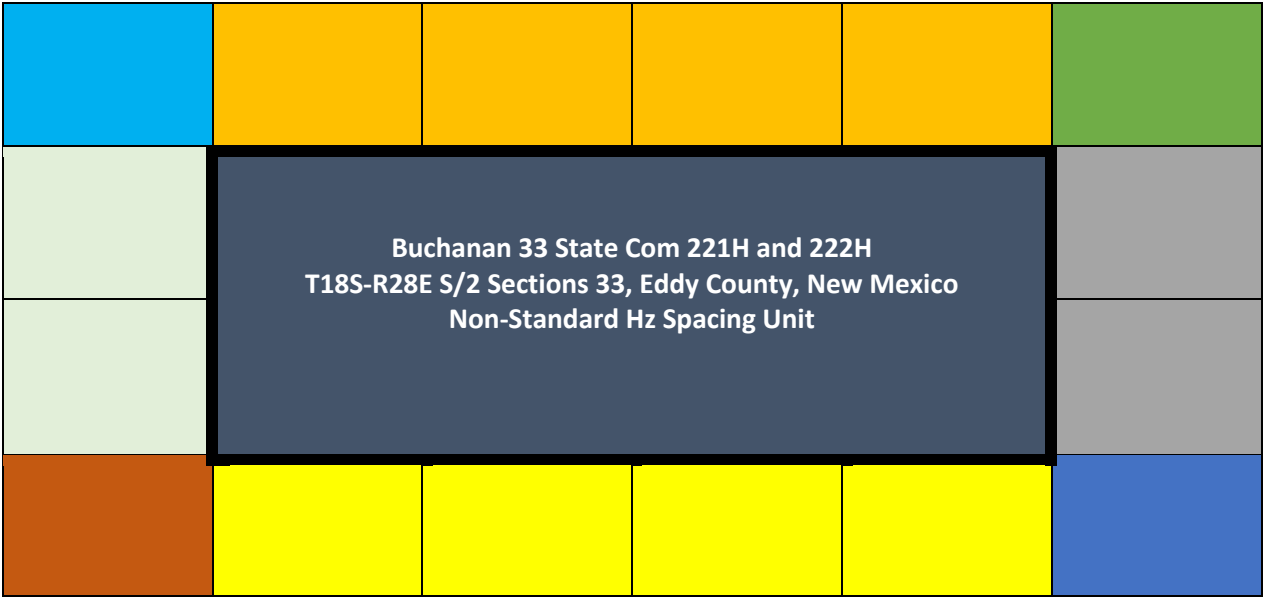 Buchanan 33 State Com 221H and 222H
T18S-R28E S/2 Sections 33, Eddy County, New Mexico
Non-Standard Hz Spacing Unit